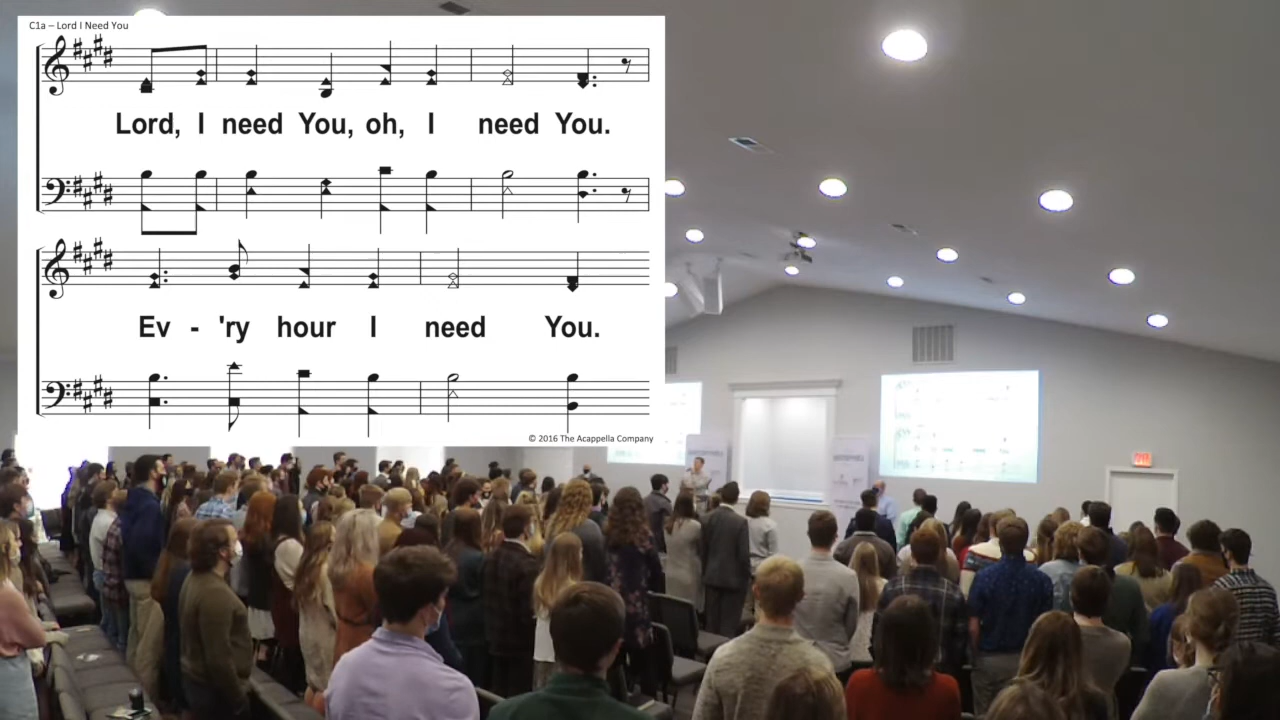 C1a – Lord I Need You
Lord, I need You, oh, I need You.
Ev - 'ry hour I need You.
© 2016 The Acappella Company